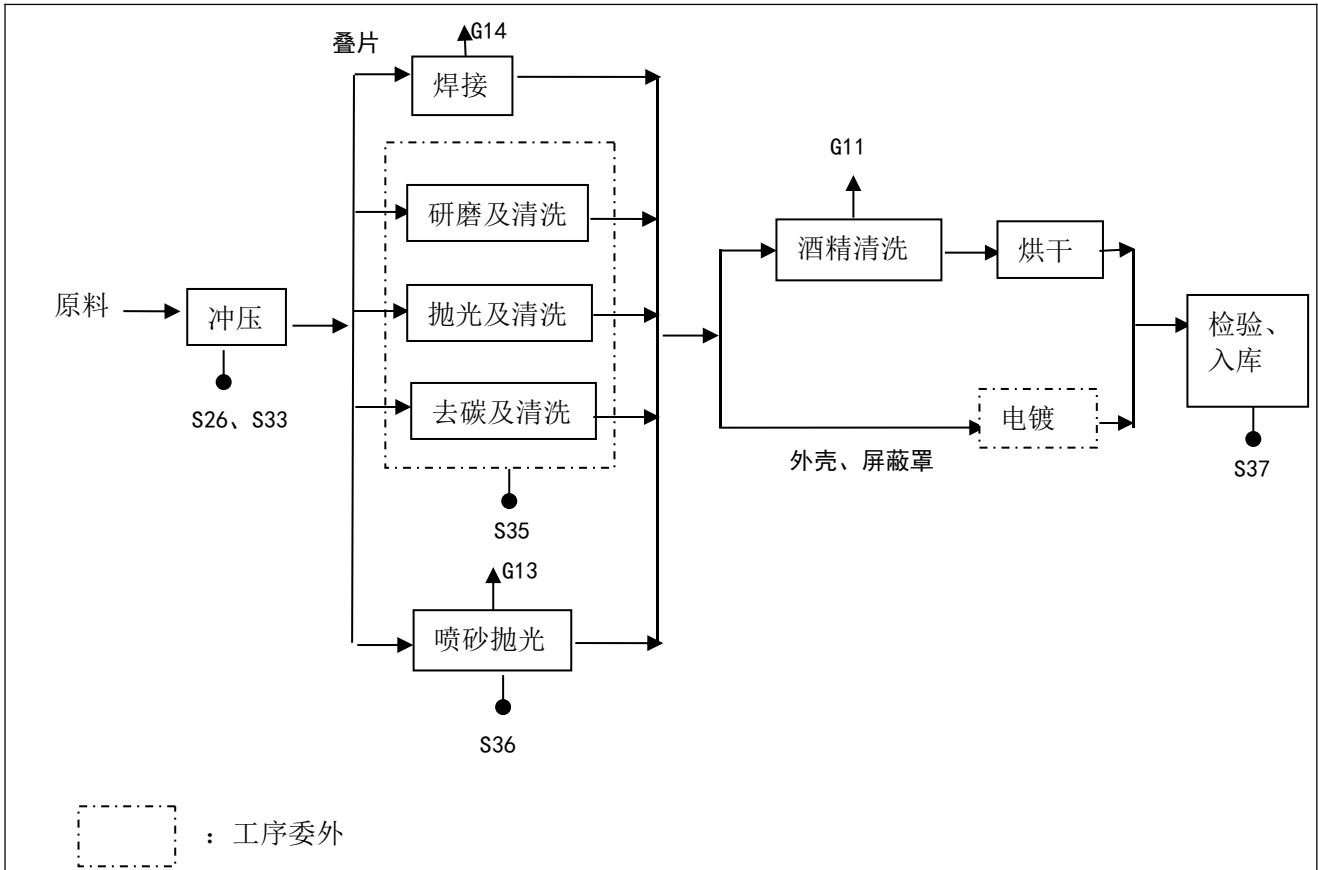 叠片
G14
焊接
研磨及清洗
抛光及清洗
去碳及清洗
S35
G13
喷砂抛光
S36
原料
冲压
S26、S33
G11
酒精清洗
烘干
电镀
外壳、屏蔽罩
检验、
入库
S37
：工序委外